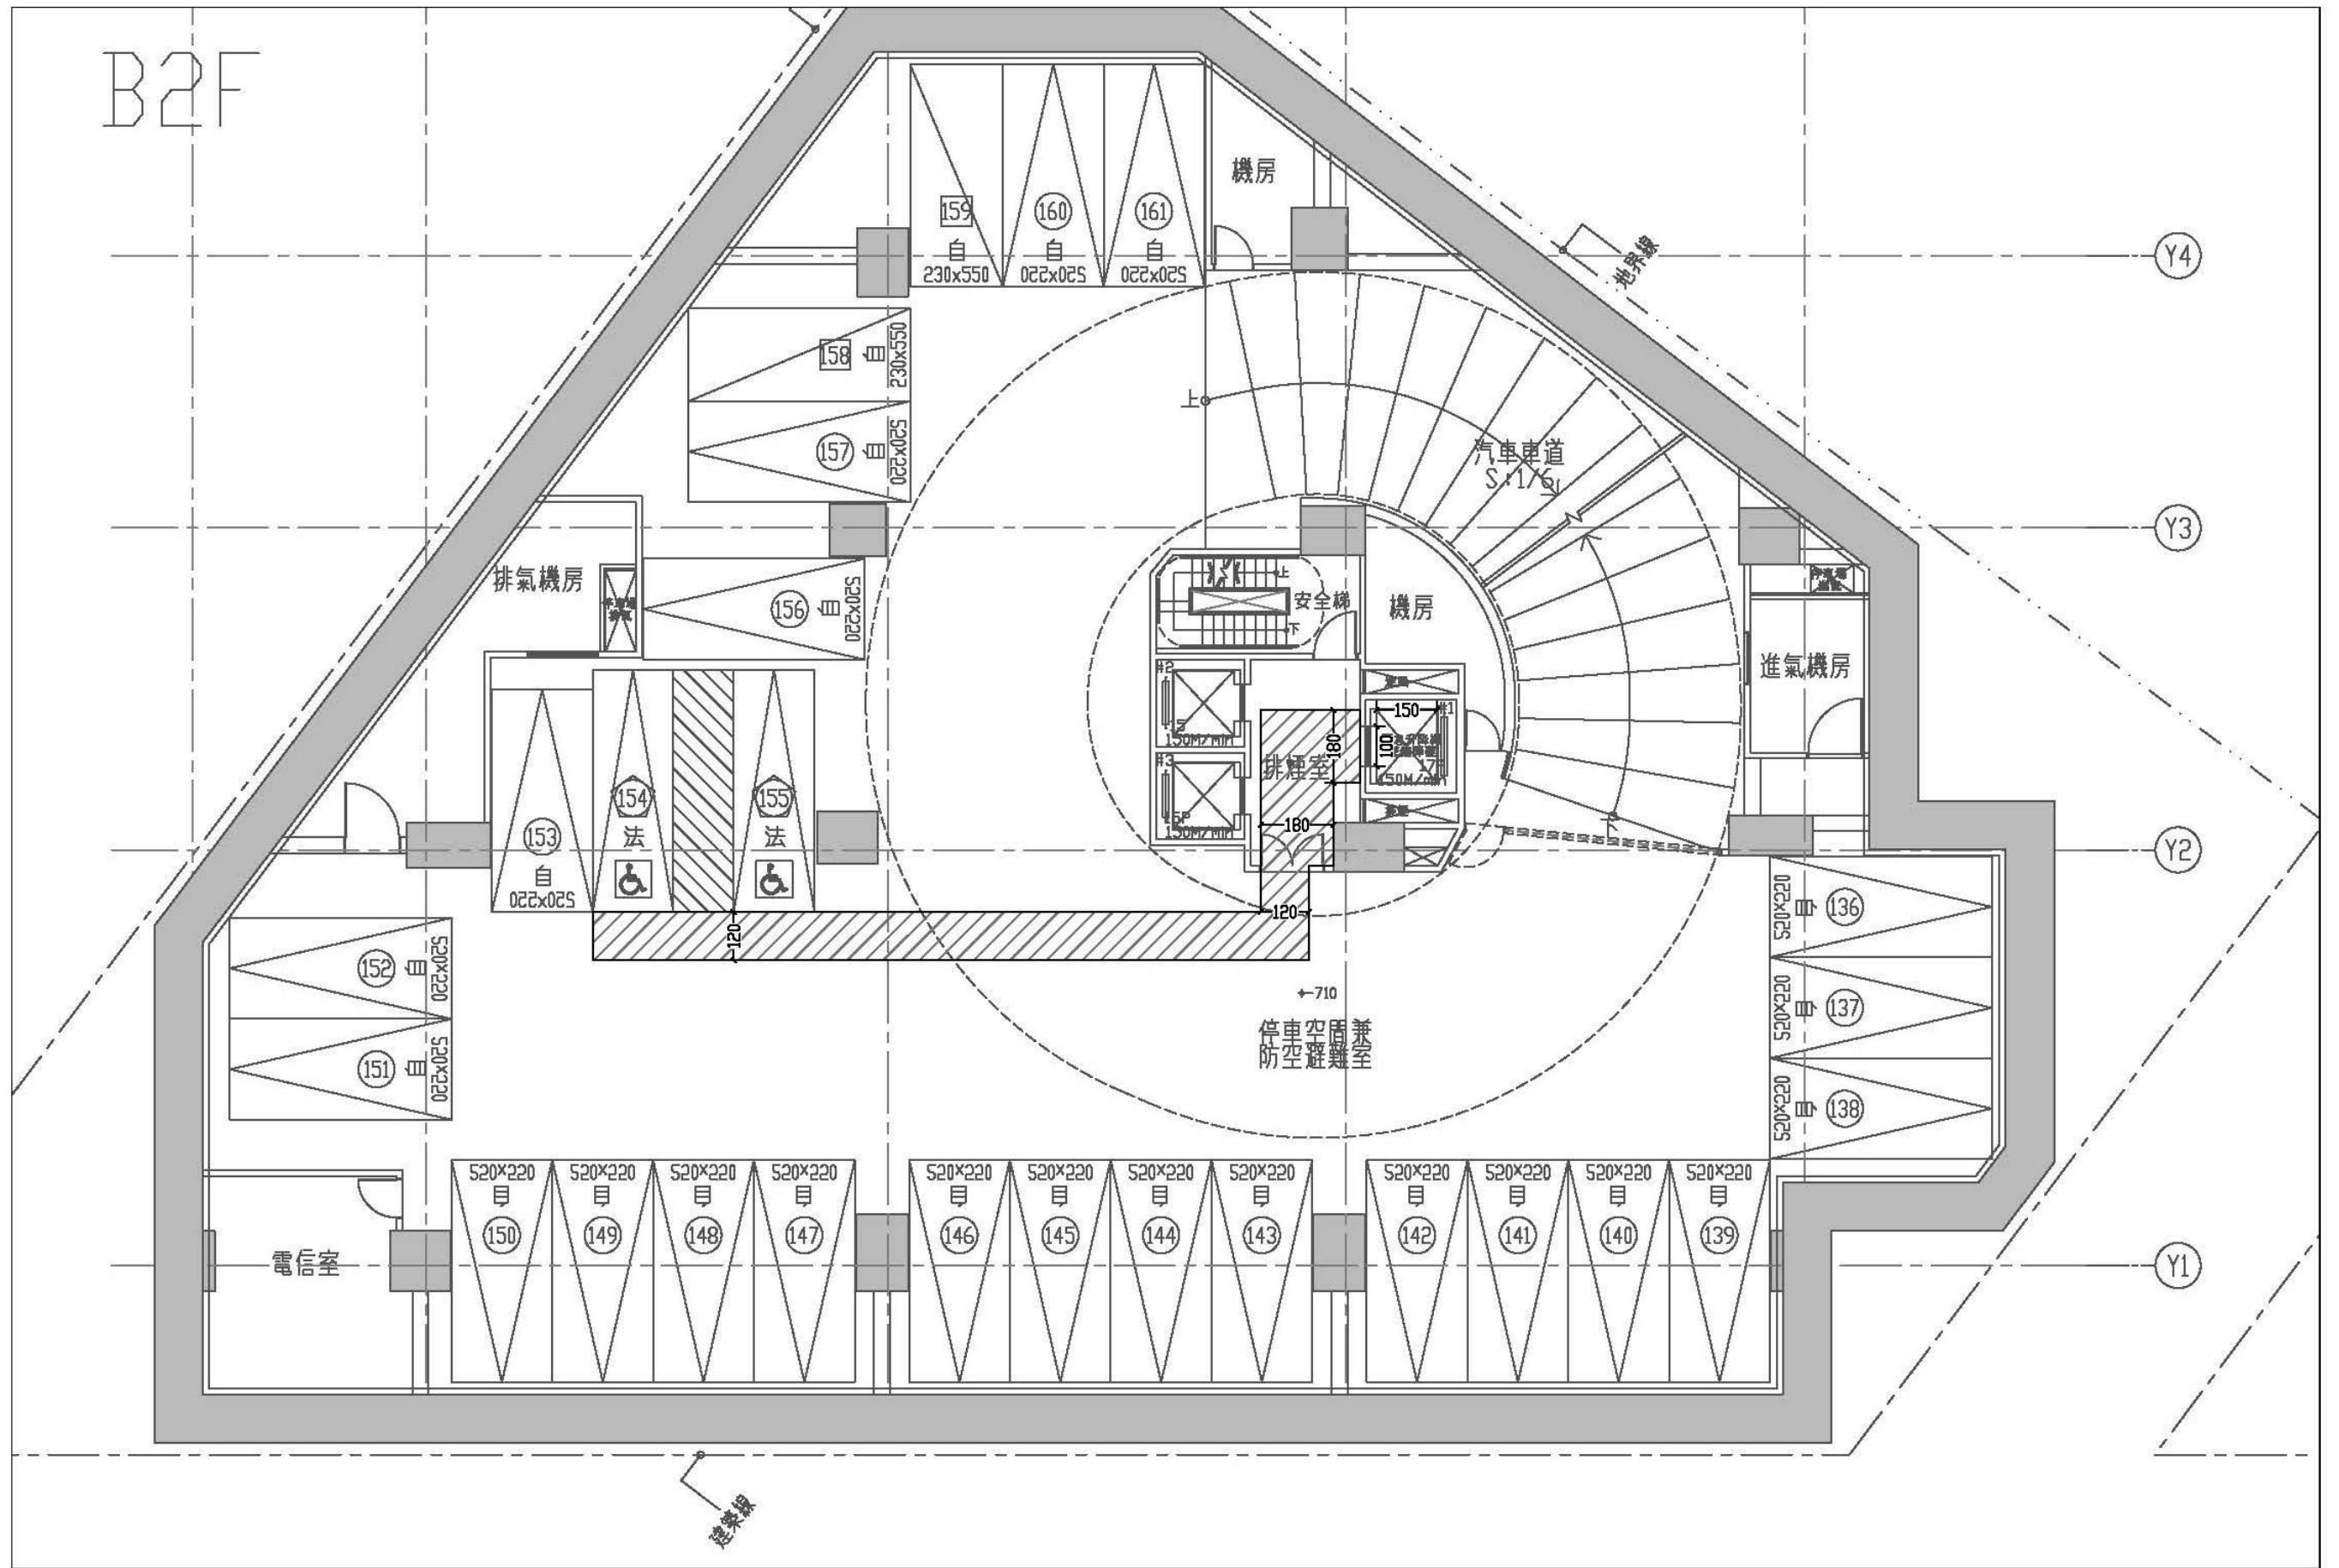 B2F
159
自
230x550
160
自
520x220
161
自
520x220
機房
Y4
地界線
158
自
230x550
157
自
520x220
上
汽車車道
S:1/6
Y3
排氣機房
156
自
520x220
上
安全梯
下
機房
進氣機房
#2
150M/min
150
#1
100
180
排煙室
150M/min
#3
150M/min
180
153
自
520x220
154
法
155
法
下
Y2
120
120
136
自
520x220
137
自
520x220
138
自
520x220
152
自
520x220
151
自
520x220
-710
停車空間兼
防空避難室
520x220
自
150
520x220
自
149
520x220
自
148
520x220
自
147
520x220
自
146
520x220
自
145
520x220
自
144
520x220
自
143
520x220
自
142
520x220
自
141
520x220
自
140
520x220
自
139
電信室
Y1
建築線